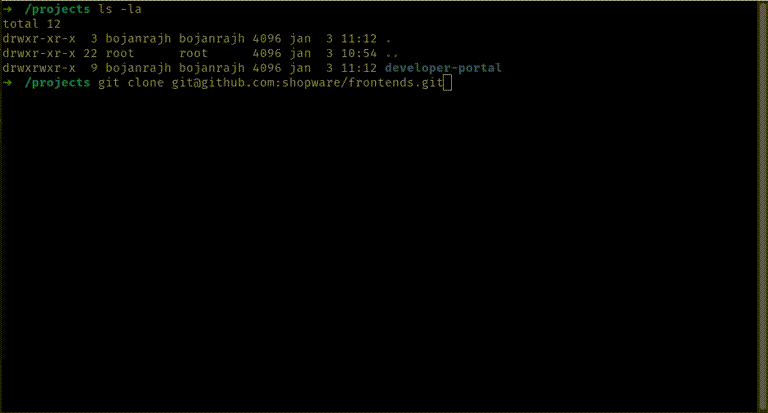 ➜  /projects ls -la
total 12
drwxr-xr-x  3 bojanrajh bojanrajh 4096 jan  3 11:12 .
drwxr-xr-x 22 root      root      4096 jan  3 10:54 ..
drwxrwxr-x  9 bojanrajh bojanrajh 4096 jan  3 11:12 developer-portal
➜  /projects git clone git@github.com:shopware/frontends.git